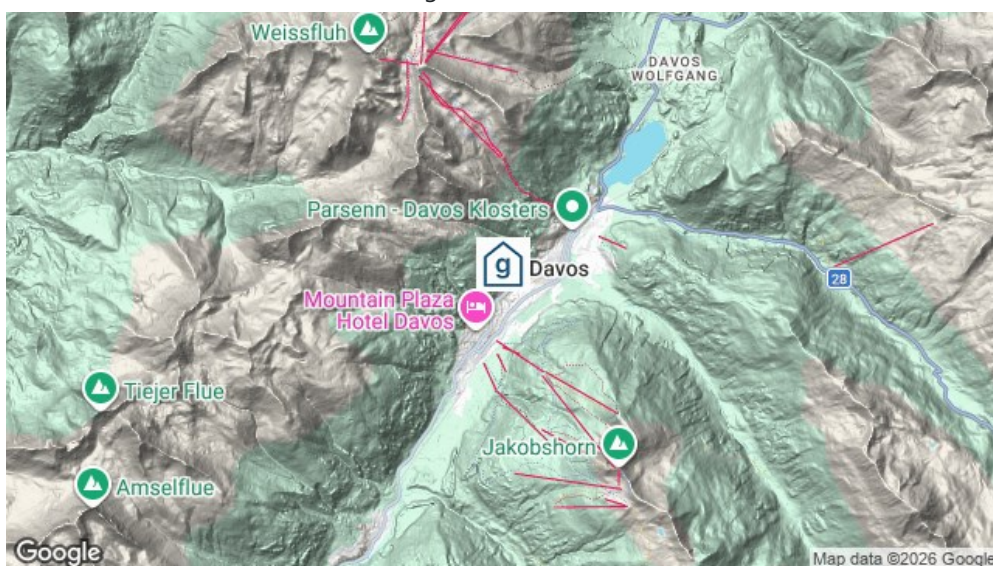 Weissfluh
DAVOS
WOLFGANG
Parsenn - Davos Klosters
g
Davos
28
Mountain Plaza
Hotel Davos
Tiejer Flue
Jakobshorn
Amselflue
Google
Map data ©2026 Google